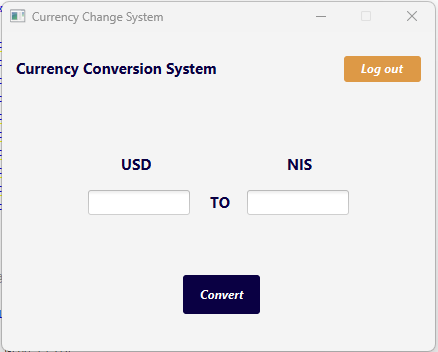 Currency Change System
Currency Conversion System
Log out
USD
NIS
TO
Convert